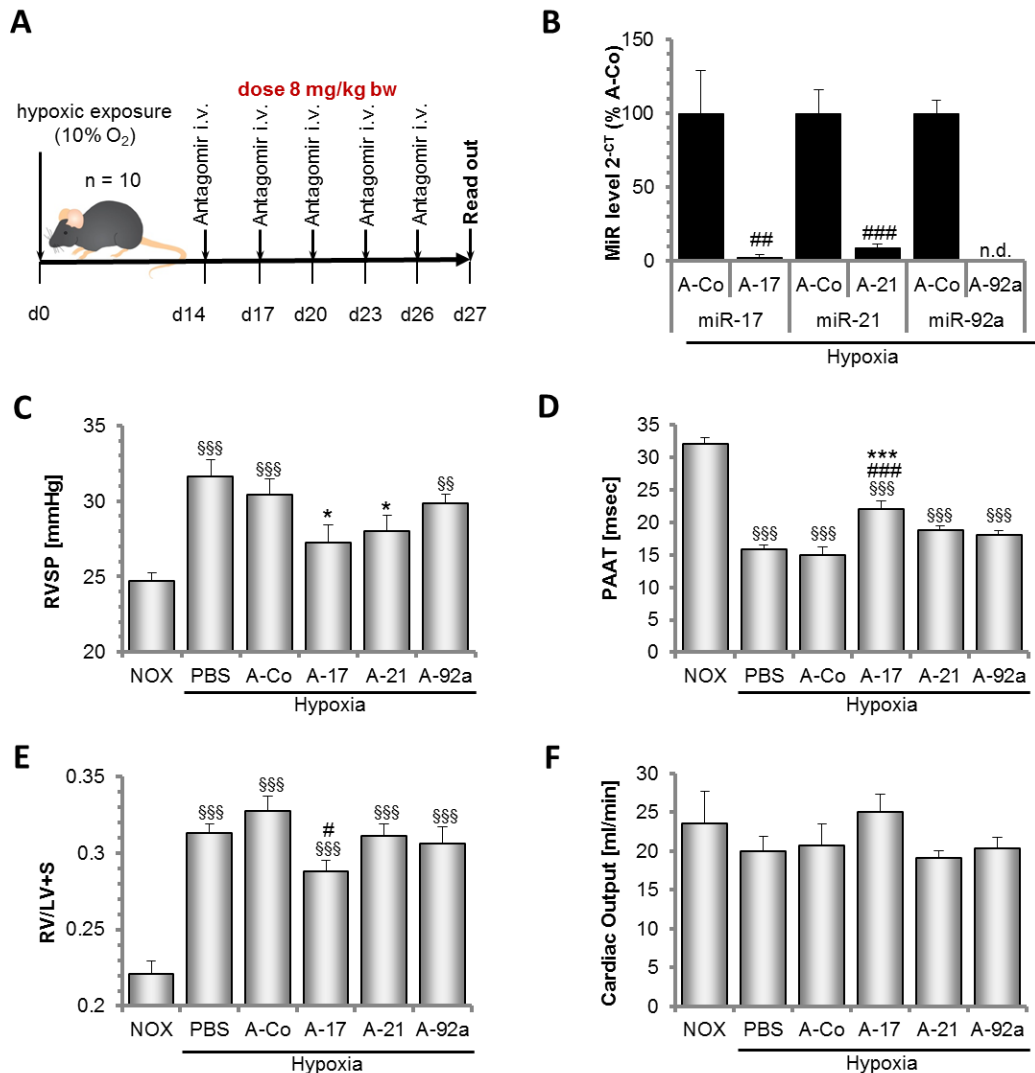 A
dose 8 mg/kg bw
hypoxic exposure
(10% O₂)
n = 10
Antagomir i.v.
Antagomir i.v.
Antagomir i.v.
Antagomir i.v.
Antagomir i.v.
Read out
d0 d14 d17 d20 d23 d26 d27
B
MiR level 2⁻ᶜᵀ (% A-Co)
150
100
50
0
## ### n.d.
A-Co A-17 A-Co A-21 A-Co A-92a
miR-17 miR-21 miR-92a
Hypoxia
C
RVSP [mmHg]
35
30
25
20
§§§ §§§ * * §§
NOX PBS A-Co A-17 A-21 A-92a
Hypoxia
D
PAAT [msec]
35
30
25
20
15
10
5
0
***
###
§§§ §§§ §§§ §§§ §§§
NOX PBS A-Co A-17 A-21 A-92a
Hypoxia
E
RV/LV+S
0.35
0.3
0.25
0.2
#
§§§ §§§ §§§ §§§ §§§
NOX PBS A-Co A-17 A-21 A-92a
Hypoxia
F
Cardiac Output [ml/min]
30
25
20
15
10
5
0
NOX PBS A-Co A-17 A-21 A-92a
Hypoxia